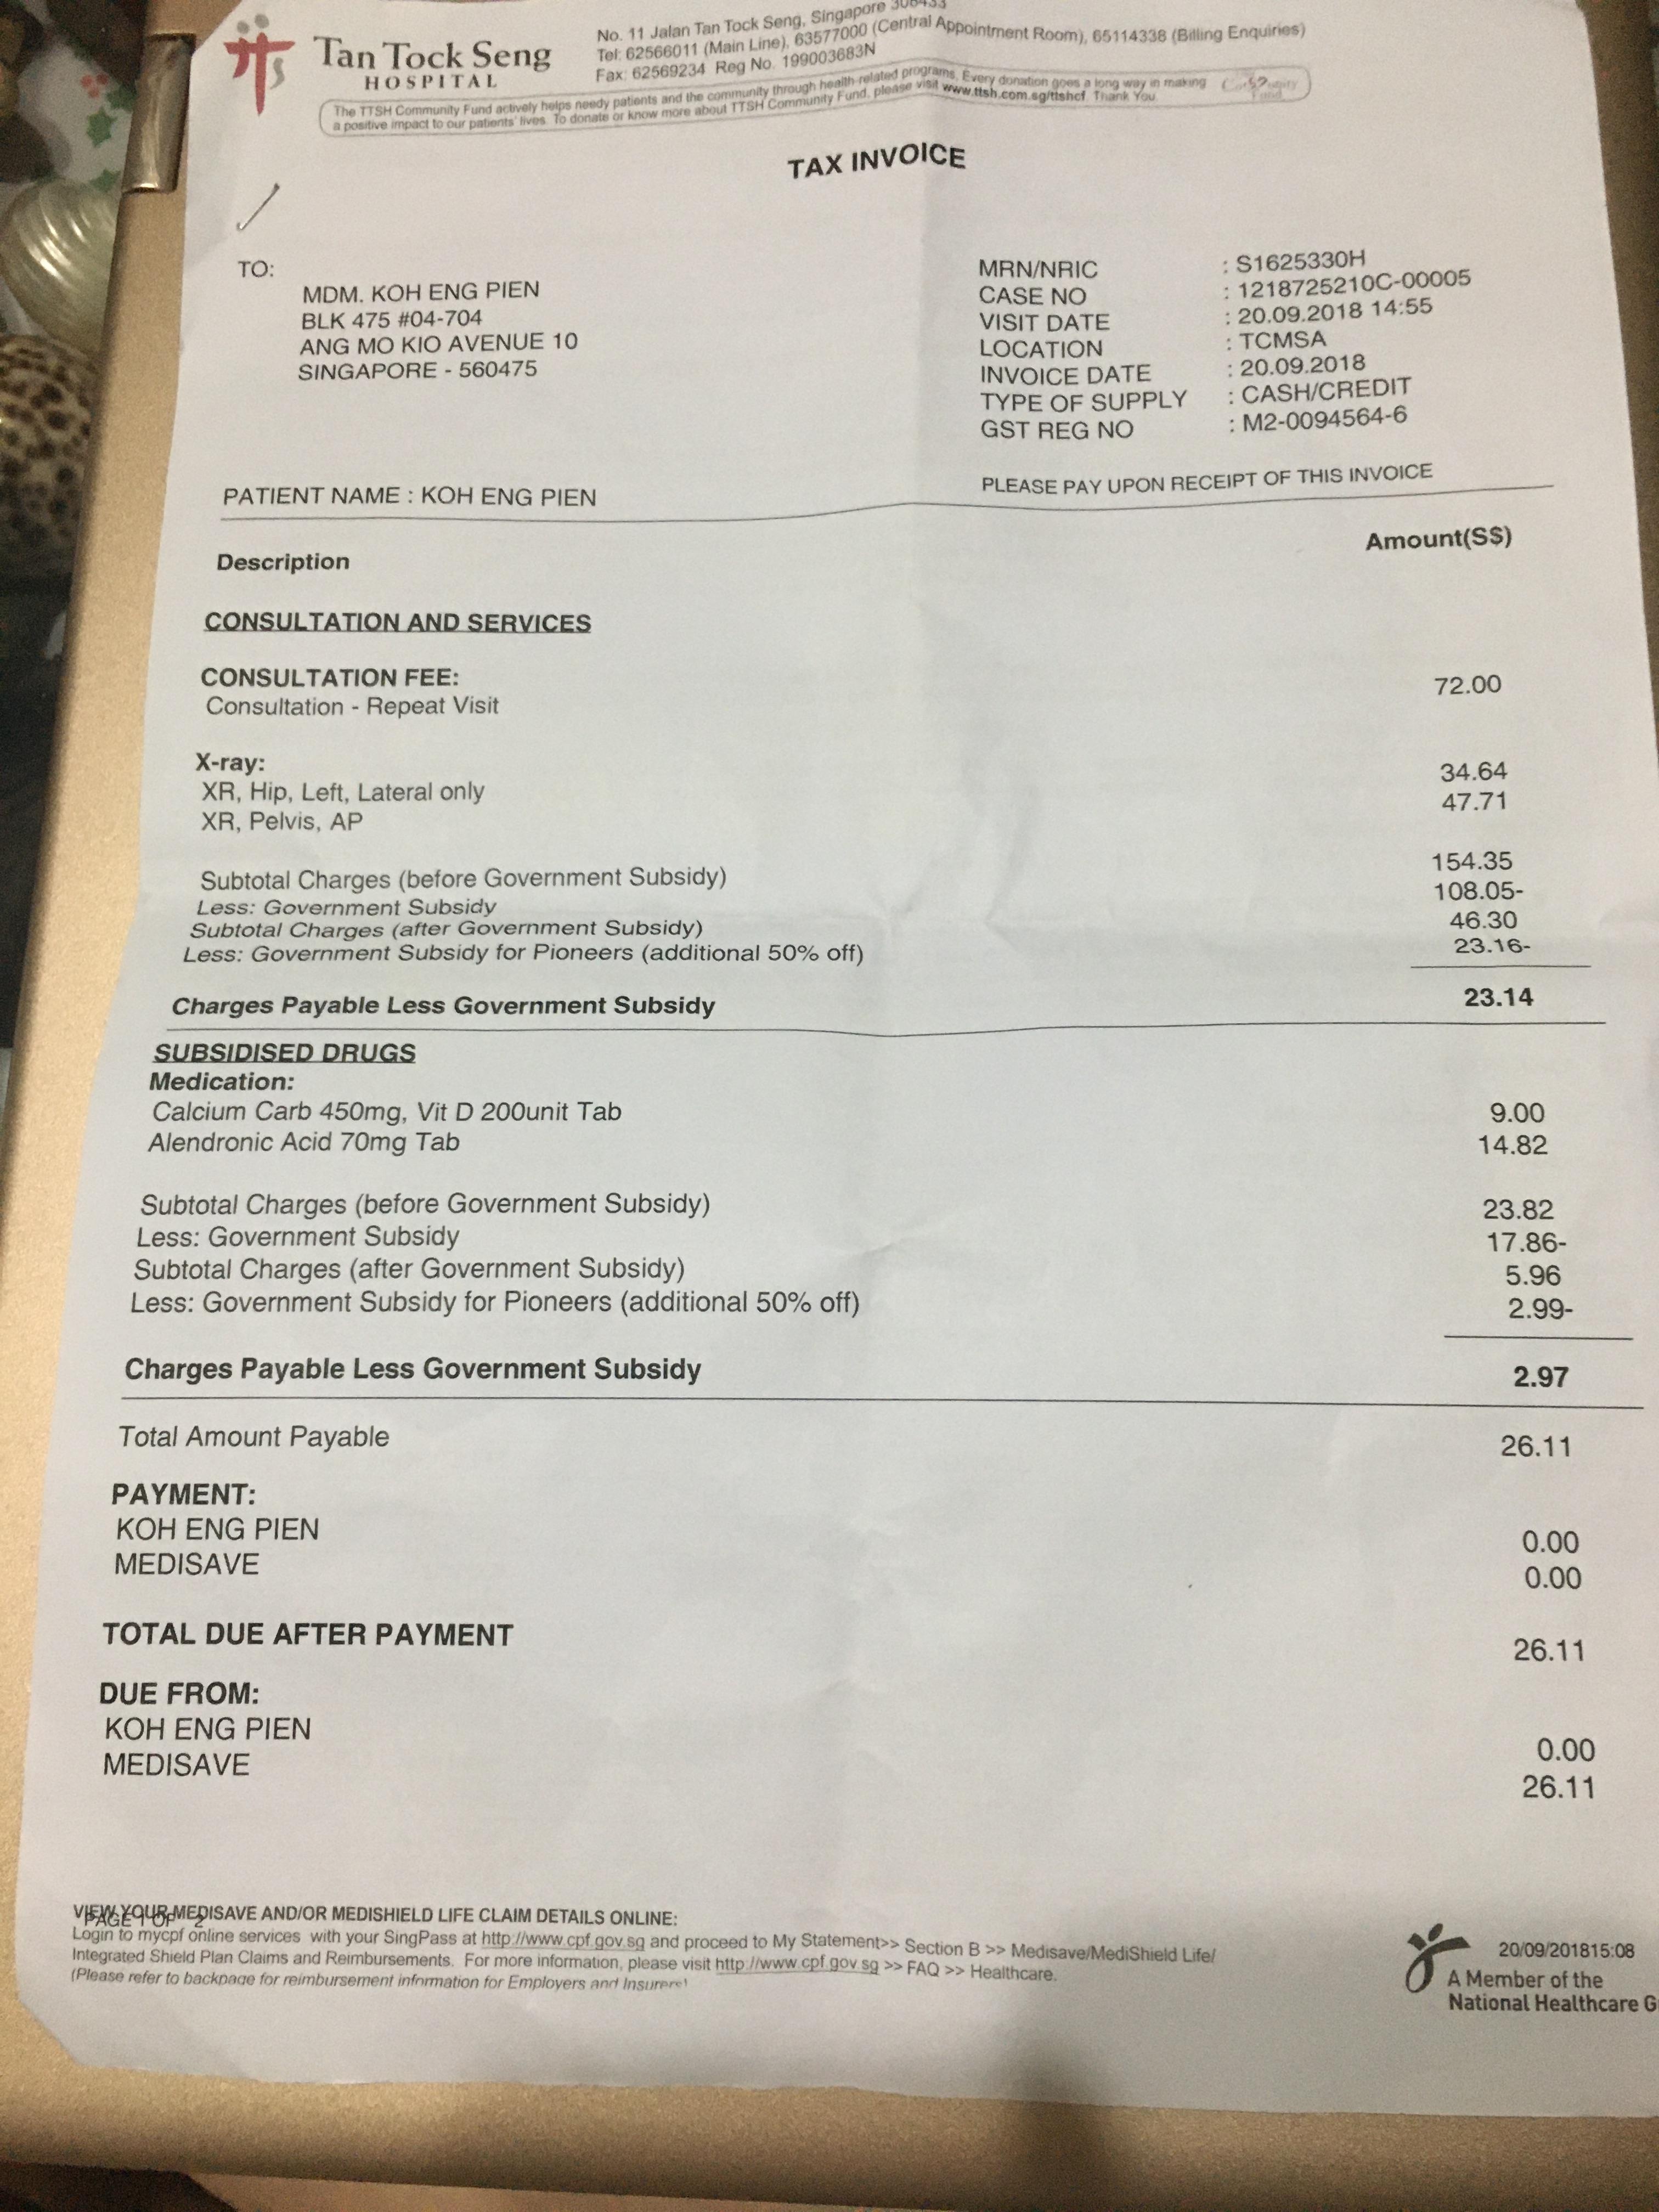 Tan Tock Seng
HOSPITAL
No. 11 Jalan Tan Tock Seng, Singapore 308433
Tel: 62566011 (Main Line), 63577000 (Central Appointment Room), 65114338 (Billing Enquiries)
Fax: 62569234 Reg No. 199003683N
The TTSH Community Fund actively helps needy patients and the community through health-related programs. Every donation goes a long way in making
a positive impact to our patients' lives. To donate or know more about TTSH Community Fund, please visit www.ttsh.com.sg/ttshcf. Thank You
TAX INVOICE
TO:
MDM. KOH ENG PIEN
BLK 475 #04-704
ANG MO KIO AVENUE 10
SINGAPORE - 560475
MRN/NRIC : S1625330H
CASE NO : 1218725210C-00005
VISIT DATE : 20.09.2018 14:55
LOCATION : TCMSA
INVOICE DATE : 20.09.2018
TYPE OF SUPPLY : CASH/CREDIT
GST REG NO : M2-0094564-6
PATIENT NAME : KOH ENG PIEN
PLEASE PAY UPON RECEIPT OF THIS INVOICE
Description Amount(S$)
CONSULTATION AND SERVICES
CONSULTATION FEE:
Consultation - Repeat Visit 72.00
X-ray:
XR, Hip, Left, Lateral only 34.64
XR, Pelvis, AP 47.71
Subtotal Charges (before Government Subsidy) 154.35
Less: Government Subsidy 108.05-
Subtotal Charges (after Government Subsidy) 46.30
Less: Government Subsidy for Pioneers (additional 50% off) 23.16-
Charges Payable Less Government Subsidy 23.14
SUBSIDISED DRUGS
Medication:
Calcium Carb 450mg, Vit D 200unit Tab 9.00
Alendronic Acid 70mg Tab 14.82
Subtotal Charges (before Government Subsidy) 23.82
Less: Government Subsidy 17.86-
Subtotal Charges (after Government Subsidy) 5.96
Less: Government Subsidy for Pioneers (additional 50% off) 2.99-
Charges Payable Less Government Subsidy 2.97
Total Amount Payable 26.11
PAYMENT:
KOH ENG PIEN 0.00
MEDISAVE 0.00
TOTAL DUE AFTER PAYMENT 26.11
DUE FROM:
KOH ENG PIEN 0.00
MEDISAVE 26.11
VIEW YOUR MEDISAVE AND/OR MEDISHIELD LIFE CLAIM DETAILS ONLINE:
PAGE 1 OF 2
Login to mycpf online services with your SingPass at http://www.cpf.gov.sg and proceed to My Statement>> Section B >> Medisave/MediShield Life/
Integrated Shield Plan Claims and Reimbursements. For more information, please visit http://www.cpf.gov.sg >> FAQ >> Healthcare.
(Please refer to backpage for reimbursement information for Employers and Insurers)
20/09/201815:08
A Member of the
National Healthcare G